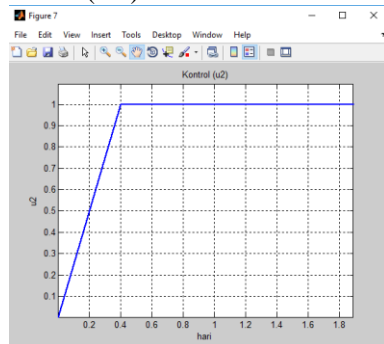 Figure 7
File Edit View Insert Tools Desktop Window Help
Kontrol (u2)
1
0.9
0.8
0.7
0.6
0.5
0.4
0.3
0.2
0.1
u2
0.2 0.4 0.6 0.8 1 1.2 1.4 1.6 1.8
hari